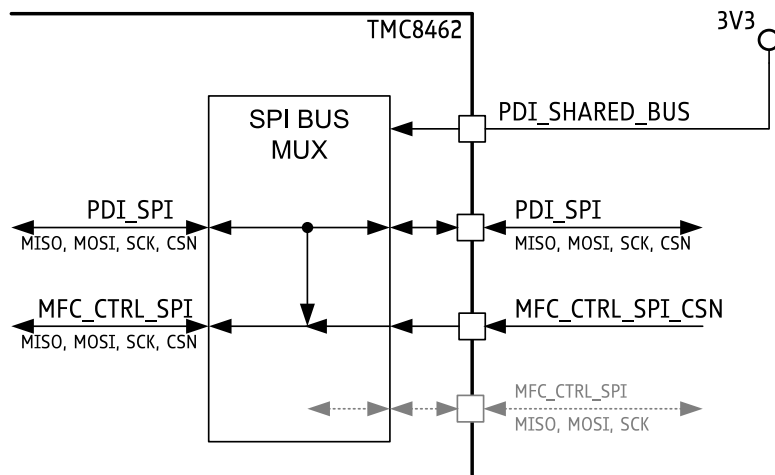 3V3
TMC8462
SPI BUS
MUX
PDI_SHARED_BUS
PDI_SPI
MISO, MOSI, SCK, CSN
PDI_SPI
MISO, MOSI, SCK, CSN
MFC_CTRL_SPI
MISO, MOSI, SCK, CSN
MFC_CTRL_SPI_CSN
MFC_CTRL_SPI
MISO, MOSI, SCK